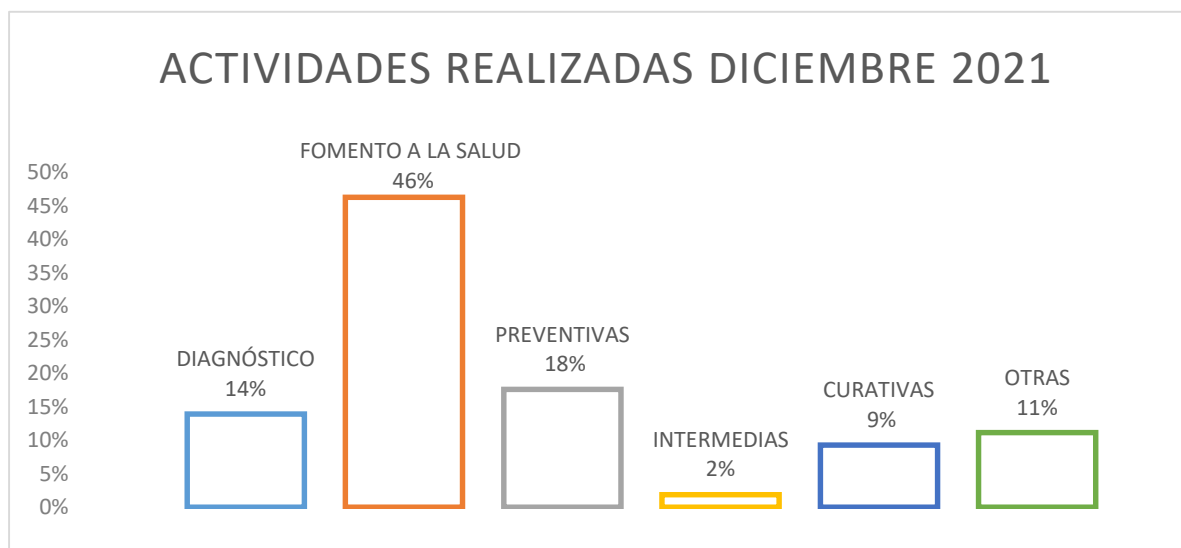 ACTIVIDADES REALIZADAS DICIEMBRE 2021
50%
45%
40%
35%
30%
25%
20%
15%
10%
5%
0%
DIAGNÓSTICO
14%
FOMENTO A LA SALUD
46%
PREVENTIVAS
18%
INTERMEDIAS
2%
CURATIVAS
9%
OTRAS
11%